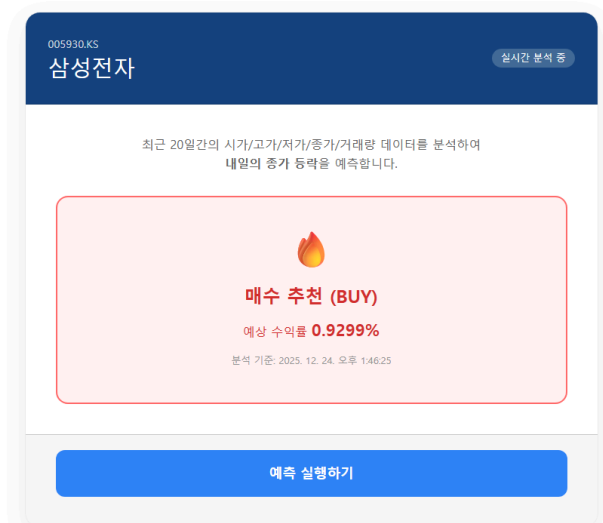 005930.KS
삼성전자
실시간 분석 중
최근 20일간의 시가/고가/저가/종가/거래량 데이터를 분석하여
내일의 종가 등락을 예측합니다.
매수 추천 (BUY)
예상 수익률 0.9299%
분석 기준: 2025. 12. 24. 오후 1:46:25
예측 실행하기